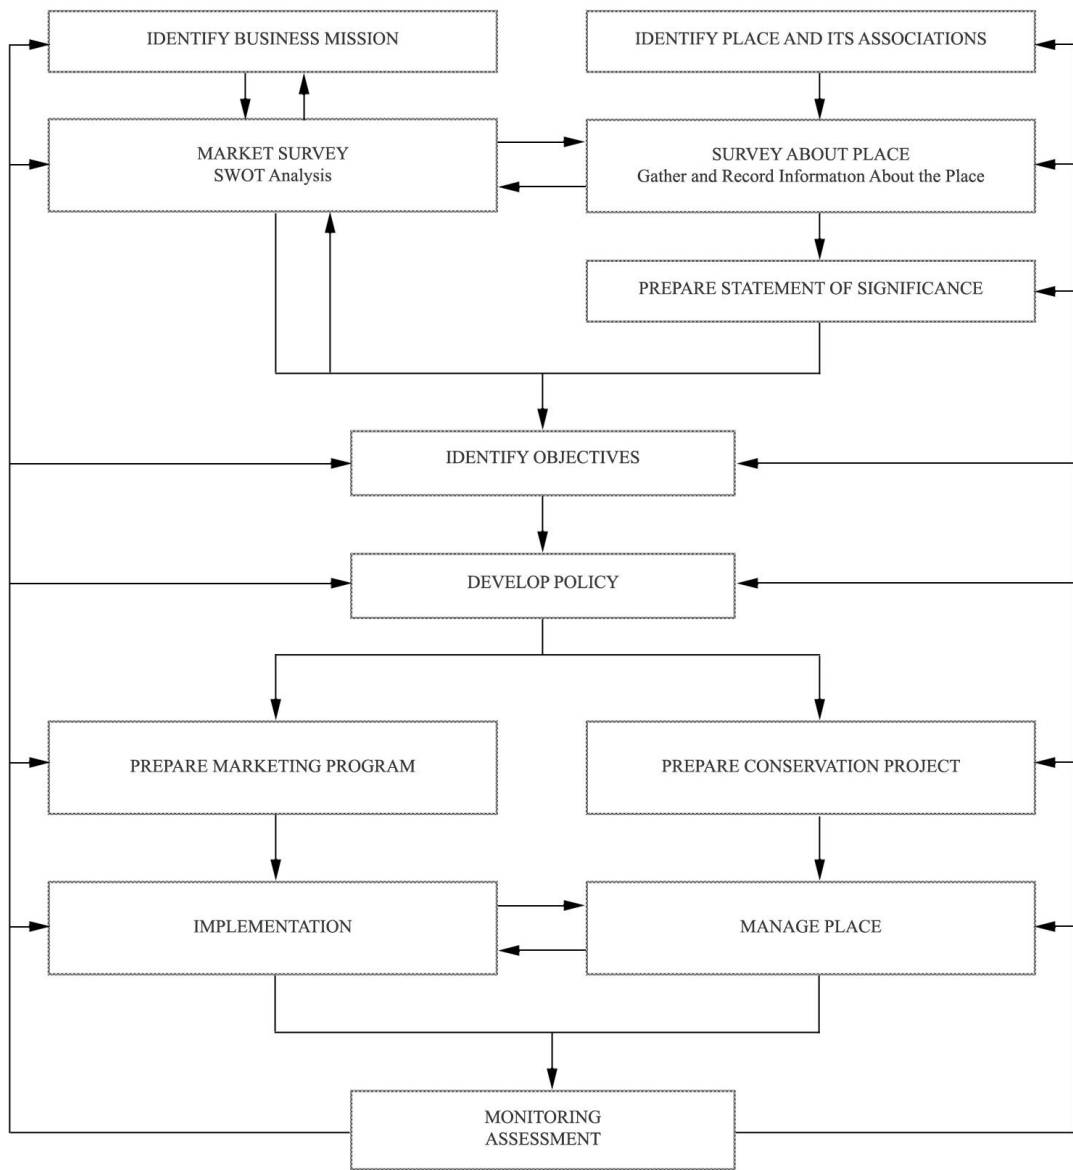 IDENTIFY BUSINESS MISSION
IDENTIFY PLACE AND ITS ASSOCIATIONS
MARKET SURVEY
SWOT Analysis
SURVEY ABOUT PLACE
Gather and Record Information About the Place
PREPARE STATEMENT OF SIGNIFICANCE
IDENTIFY OBJECTIVES
DEVELOP POLICY
PREPARE MARKETING PROGRAM
PREPARE CONSERVATION PROJECT
IMPLEMENTATION
MANAGE PLACE
MONITORING
ASSESSMENT